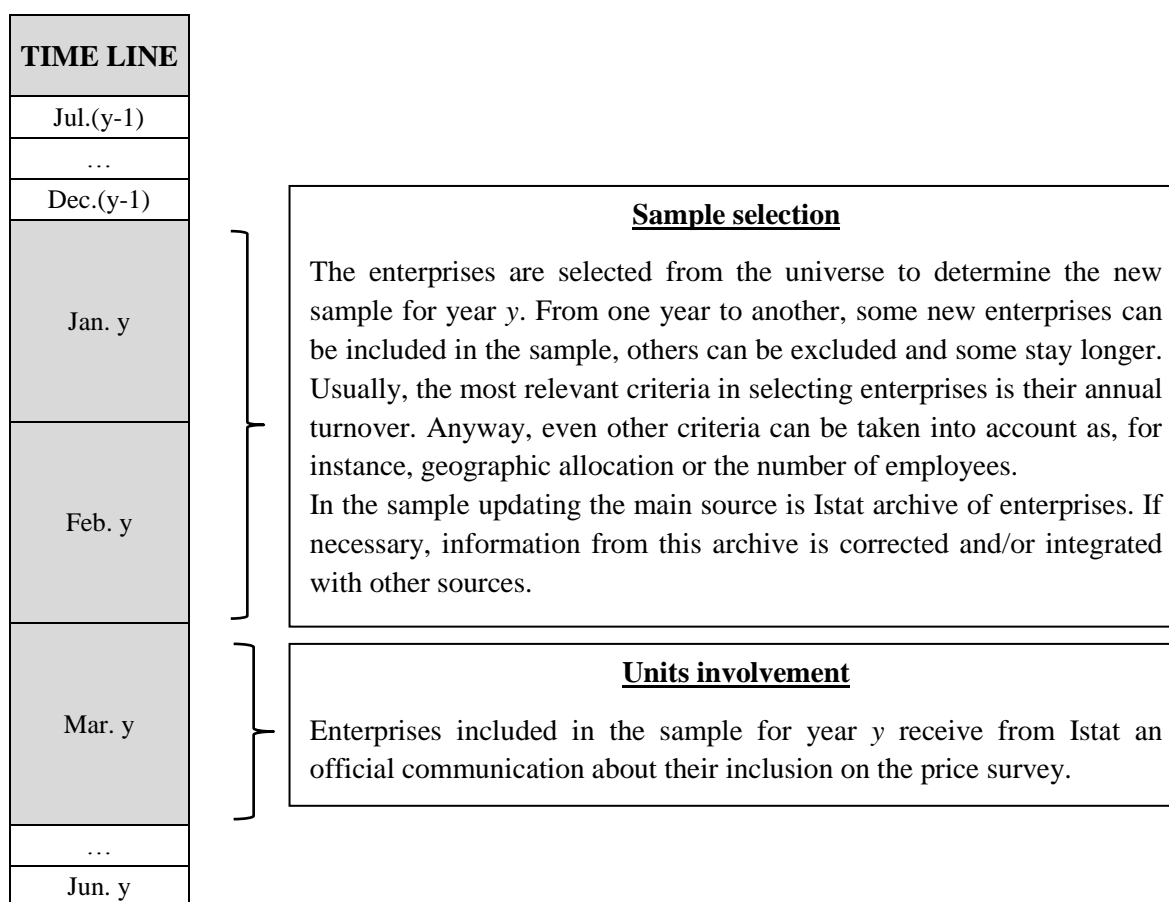 TIME LINE
Jul.(y-1)
…
Dec.(y-1)
Jan. y
Feb. y
Mar. y
…
Jun. y
Sample selection
The enterprises are selected from the universe to determine the new
sample for year y. From one year to another, some new enterprises can
be included in the sample, others can be excluded and some stay longer.
Usually, the most relevant criteria in selecting enterprises is their annual
turnover. Anyway, even other criteria can be taken into account as, for
instance, geographic allocation or the number of employees.
In the sample updating the main source is Istat archive of enterprises. If
necessary, information from this archive is corrected and/or integrated
with other sources.
Units involvement
Enterprises included in the sample for year y receive from Istat an
official communication about their inclusion on the price survey.